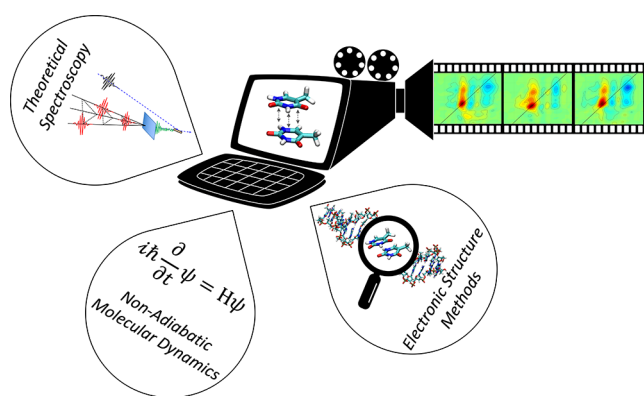 Theoretical
Spectroscopy
iℏ ∂/∂t ψ = Hψ
Non-Adiabatic
Molecular Dynamics
Electronic Structure
Methods